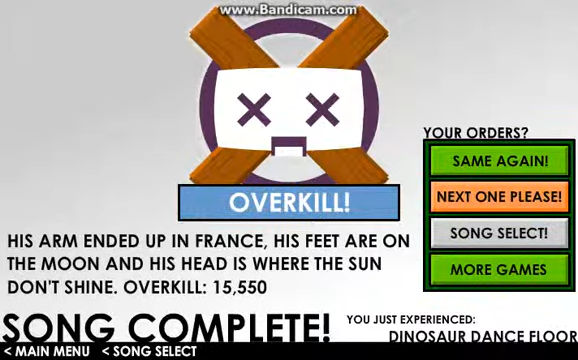 www.Bandicam.com
OVERKILL!
HIS ARM ENDED UP IN FRANCE, HIS FEET ARE ON
THE MOON AND HIS HEAD IS WHERE THE SUN
DON'T SHINE. OVERKILL: 15,550
YOUR ORDERS?
SAME AGAIN!
NEXT ONE PLEASE!
SONG SELECT!
MORE GAMES
SONG COMPLETE!
YOU JUST EXPERIENCED:
DINOSAUR DANCE FLOOR
< MAIN MENU < SONG SELECT